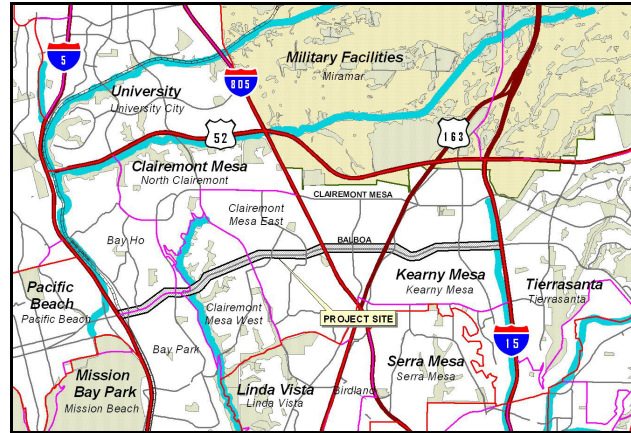 5
Military Facilities
Miramar
805
University
University City
52
163
Clairemont Mesa
North Clairemont
CLAIREMONT MESA
Clairemont
Mesa East
Bay Ho
BALBOA
Kearny Mesa
Kearny Mesa
Tierrasanta
Tierrasanta
Pacific
Beach
Pacific Beach
Clairemont
Mesa West
PROJECT SITE
15
Bay Park
Serra Mesa
Serra Mesa
Mission
Bay Park
Mission Beach
Linda Vista
Linda Vista
Birdland